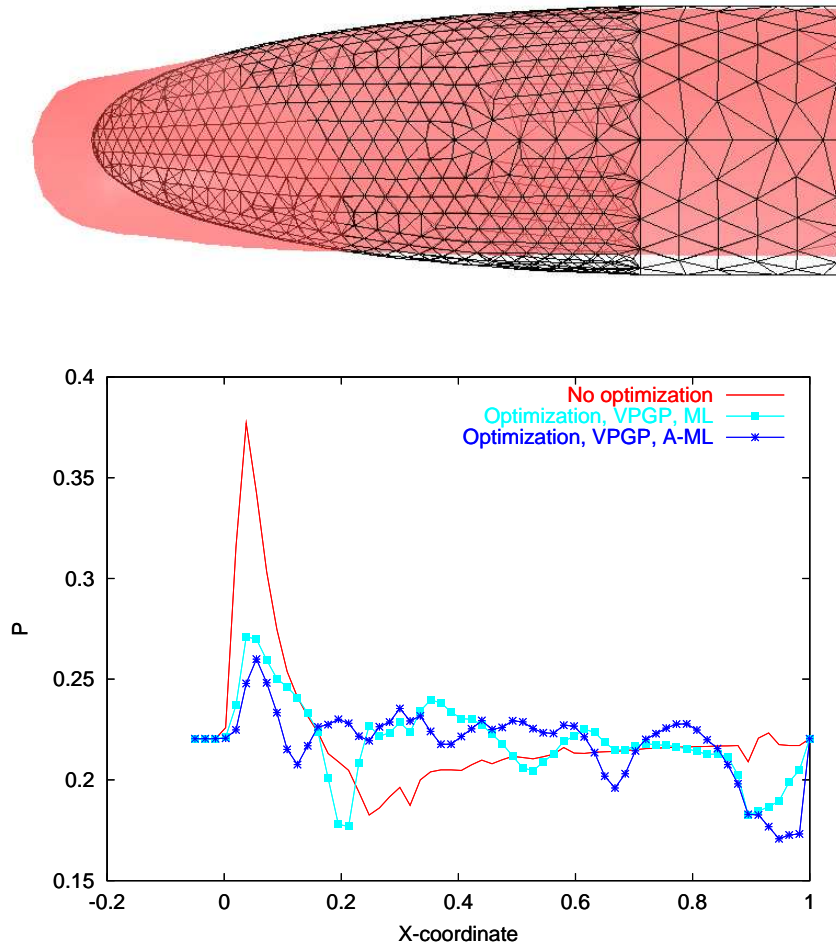 0.4
No optimization
Optimization, VPGP, ML
Optimization, VPGP, A-ML
0.35
0.3
P
0.25
0.2
0.15
-0.2
0
0.2
0.4
0.6
0.8
1
X-coordinate